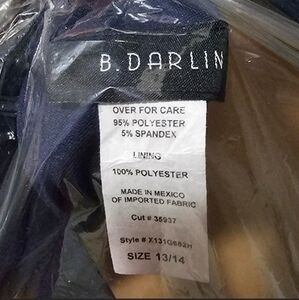 B. DARLIN
OVER FOR CARE
95% POLYESTER
5% SPANDEX
LINING
100% POLYESTER
MADE IN MEXICO
OF IMPORTED FABRIC
Cut # 35937
Style # X131G682H
SIZE 13/14